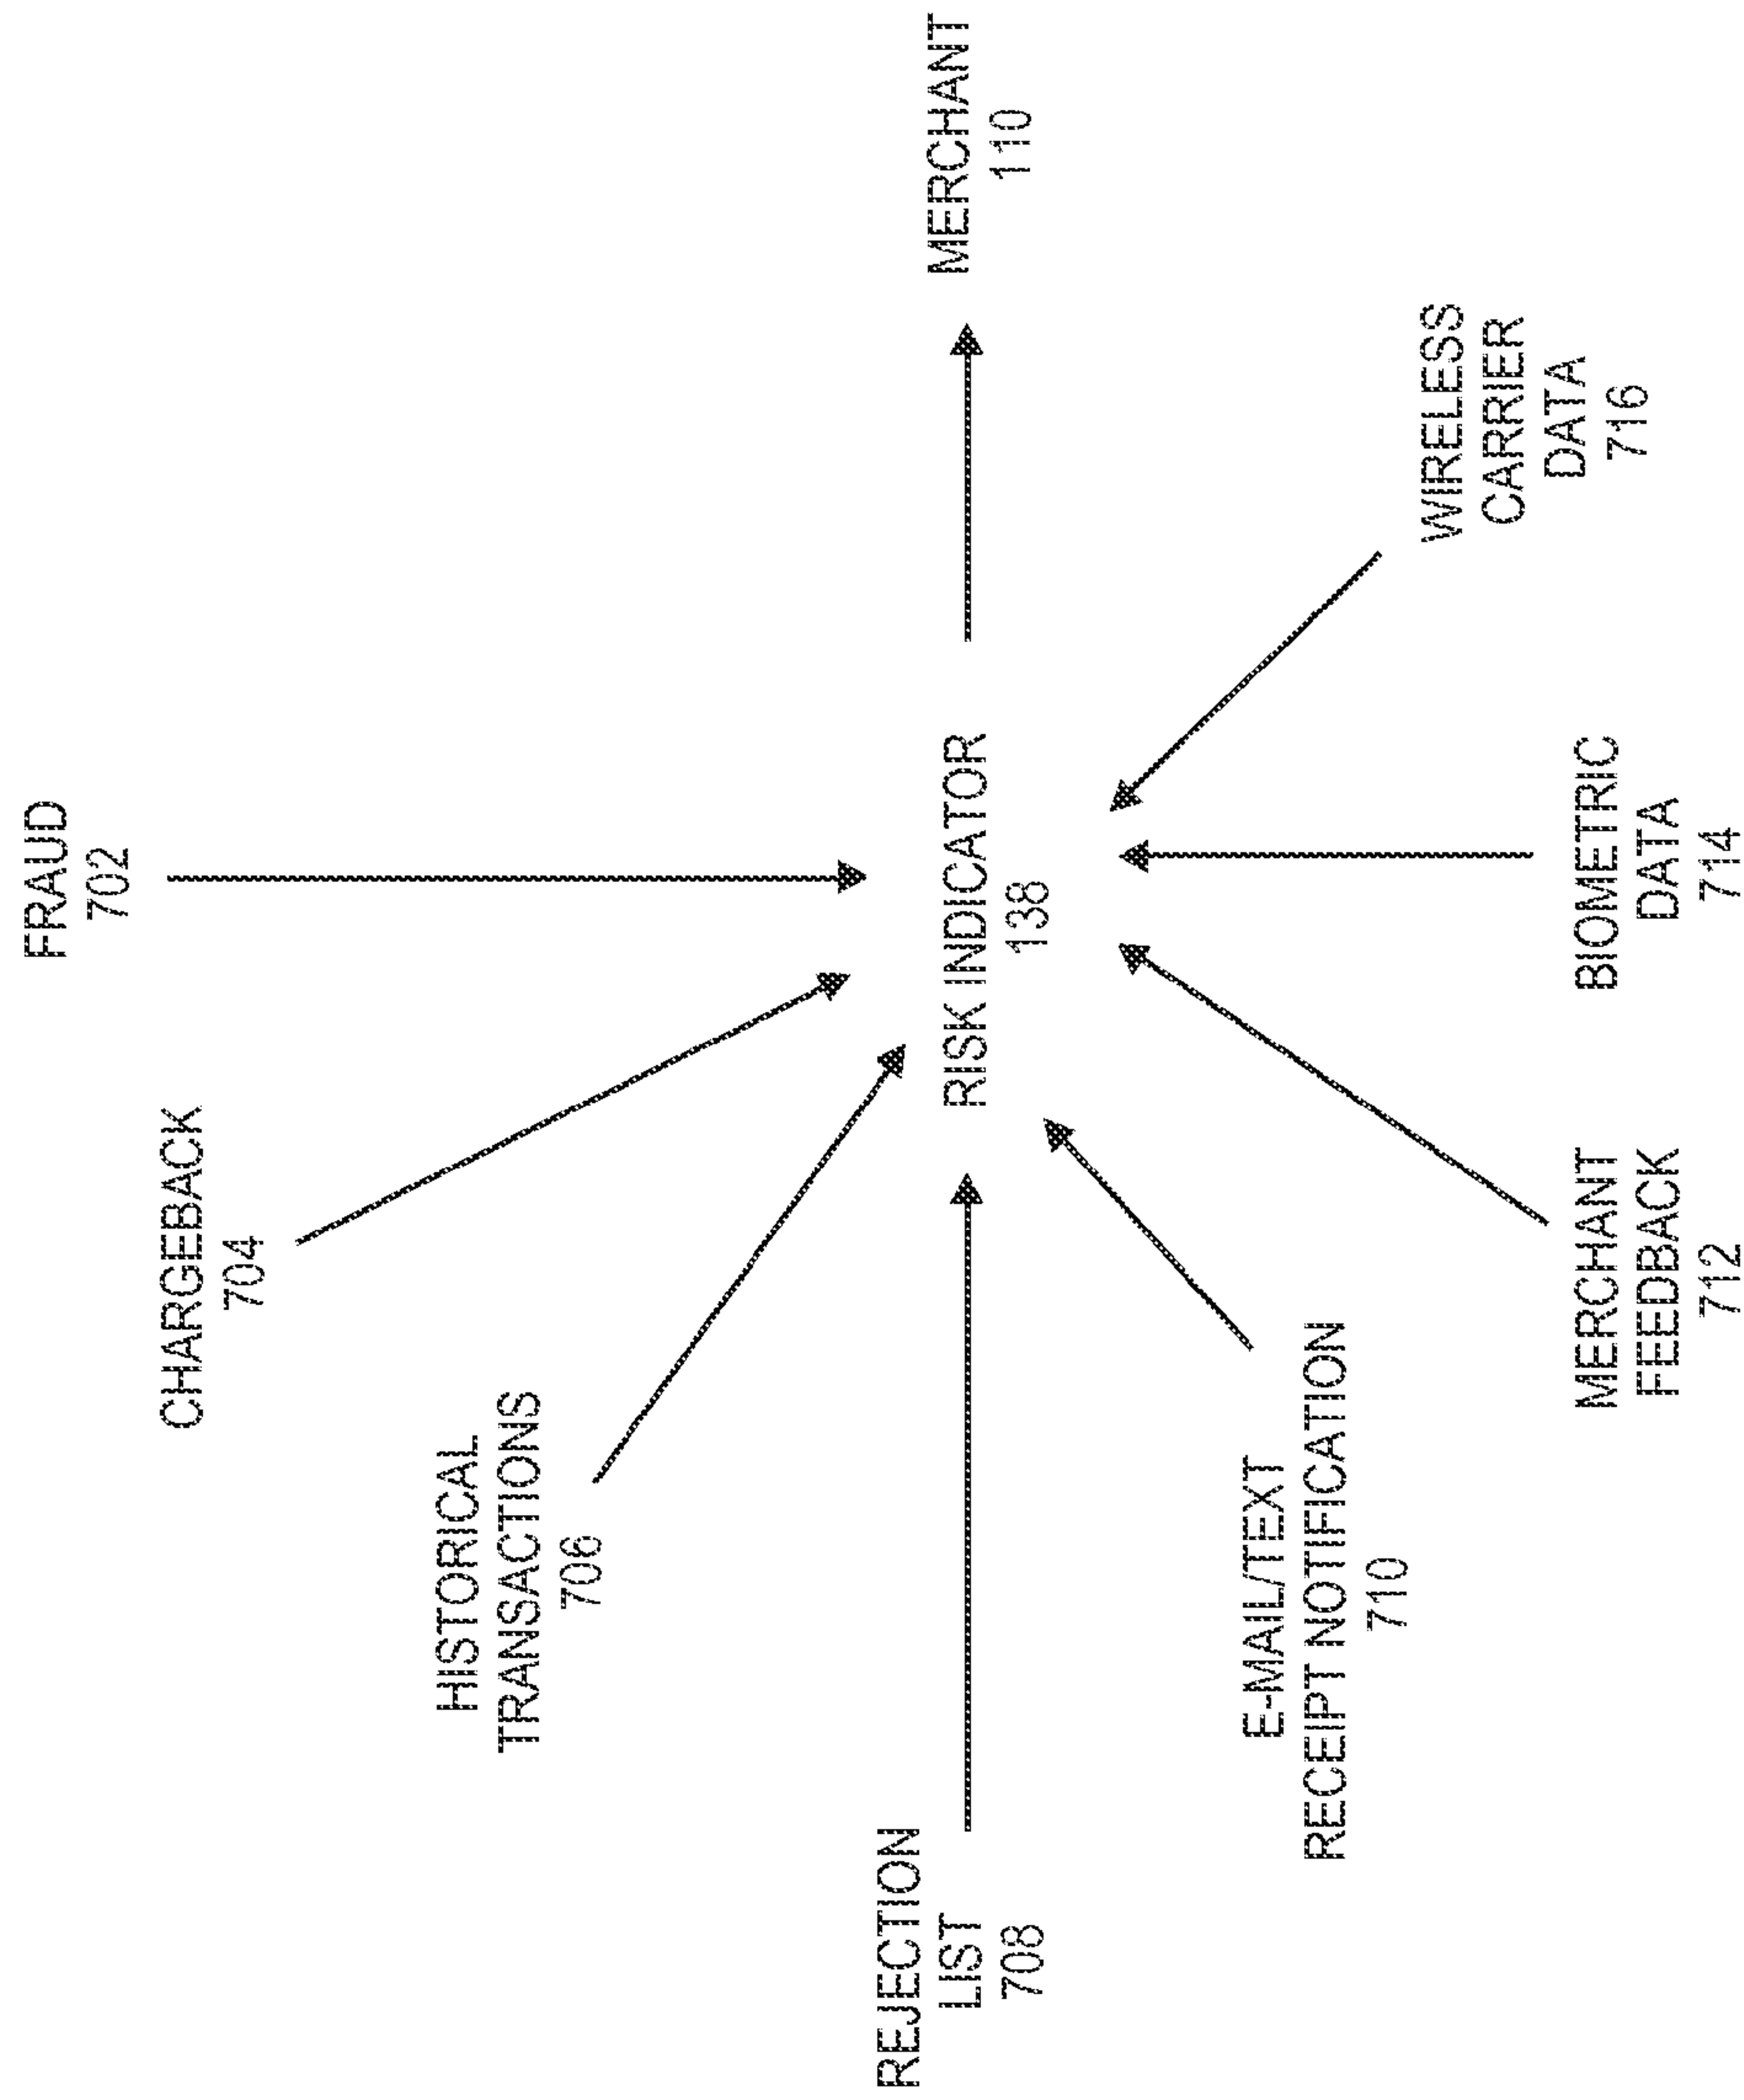 FRAUD
702
CHARGEBACK
704
HISTORICAL
TRANSACTIONS
706
REJECTION
LIST
708
RISK INDICATOR
138
MERCHANT
110
E-MAIL/TEXT
RECEIPT NOTIFICATION
710
MERCHANT
FEEDBACK
712
BIOMETRIC
DATA
714
WIRELESS
CARRIER
DATA
716